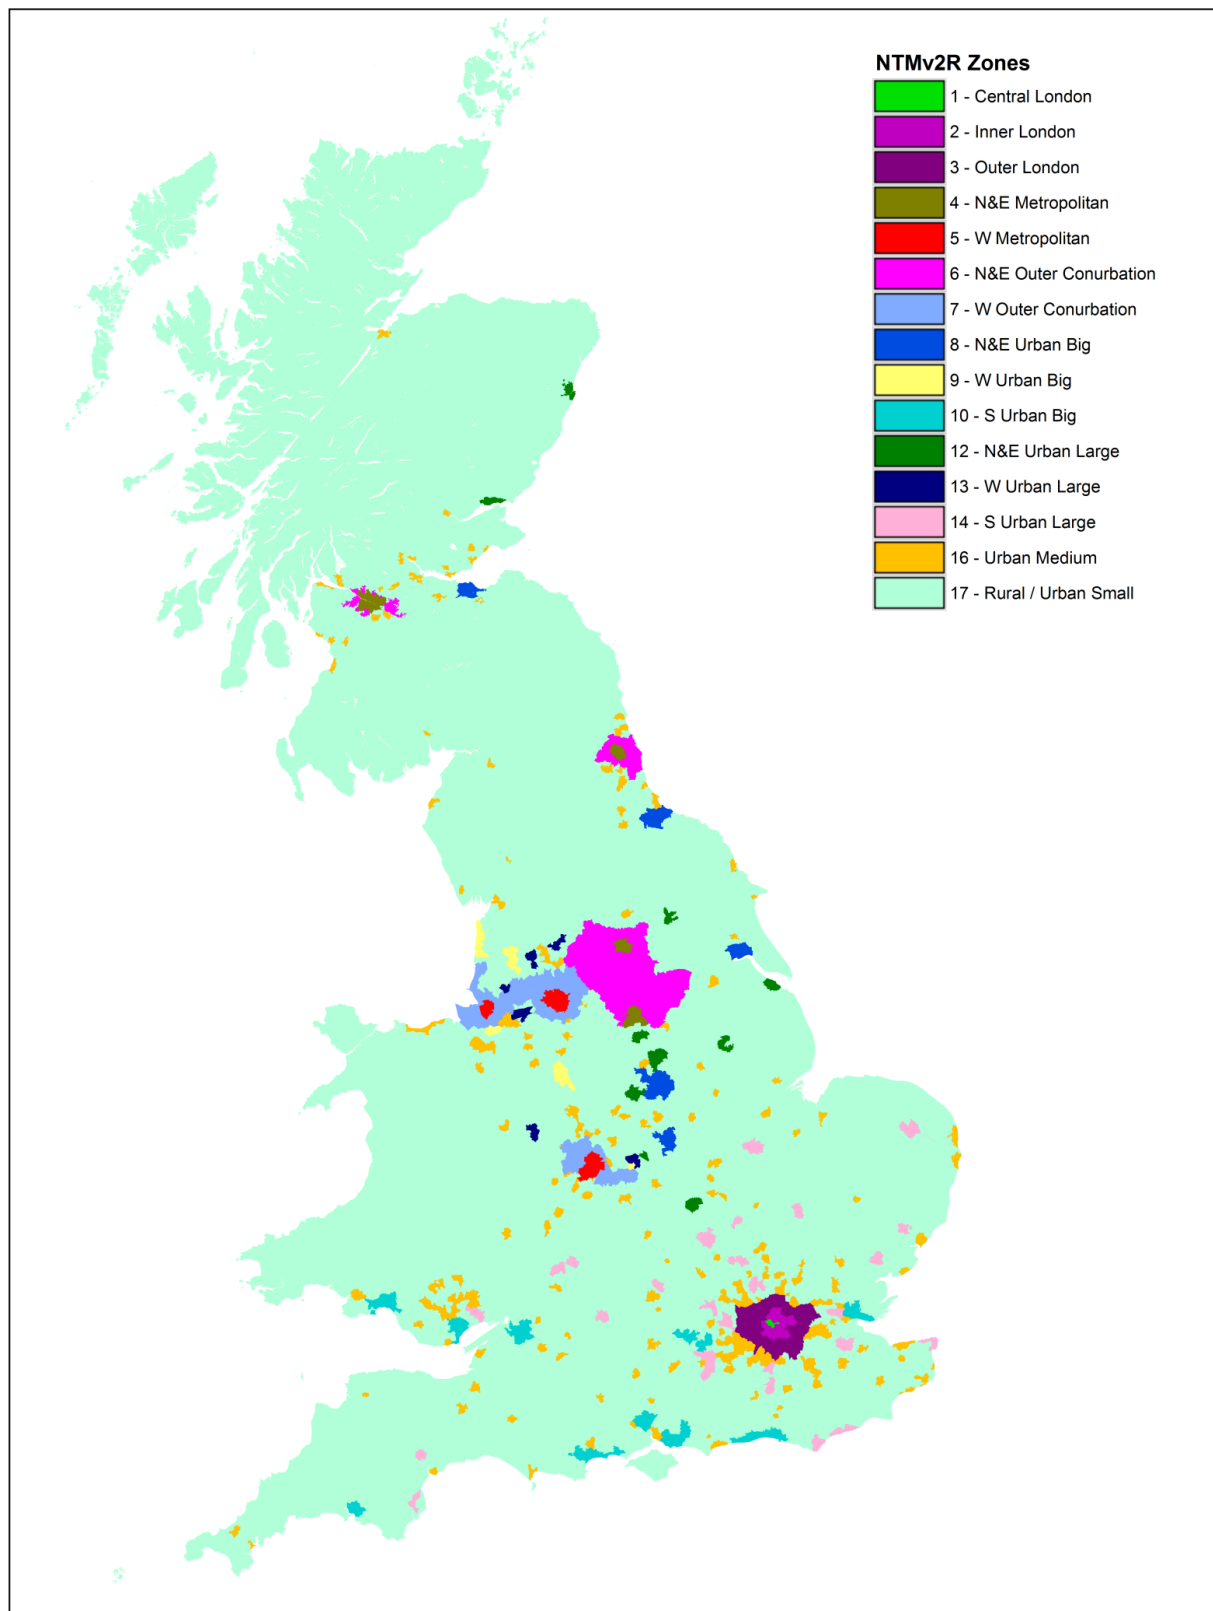 NTMv2R Zones
1 - Central London
2 - Inner London
3 - Outer London
4 - N&E Metropolitan
5 - W Metropolitan
6 - N&E Outer Conurbation
7 - W Outer Conurbation
8 - N&E Urban Big
9 - W Urban Big
10 - S Urban Big
12 - N&E Urban Large
13 - W Urban Large
14 - S Urban Large
16 - Urban Medium
17 - Rural / Urban Small